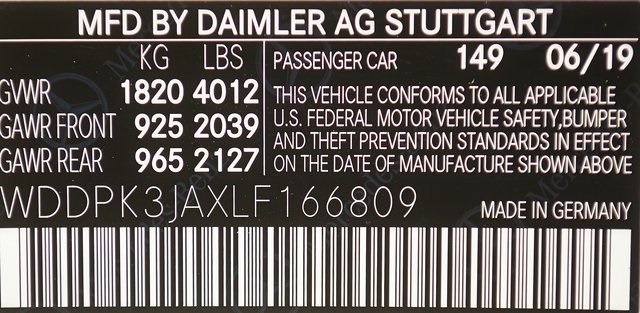 MFD BY DAIMLER AG STUTTGART
KG LBS
GVWR 1820 4012
GAWR FRONT 925 2039
GAWR REAR 965 2127
PASSENGER CAR 149 06/19
THIS VEHICLE CONFORMS TO ALL APPLICABLE
U.S. FEDERAL MOTOR VEHICLE SAFETY,BUMPER
AND THEFT PREVENTION STANDARDS IN EFFECT
ON THE DATE OF MANUFACTURE SHOWN ABOVE
WDDPK3JAXLF166809
MADE IN GERMANY